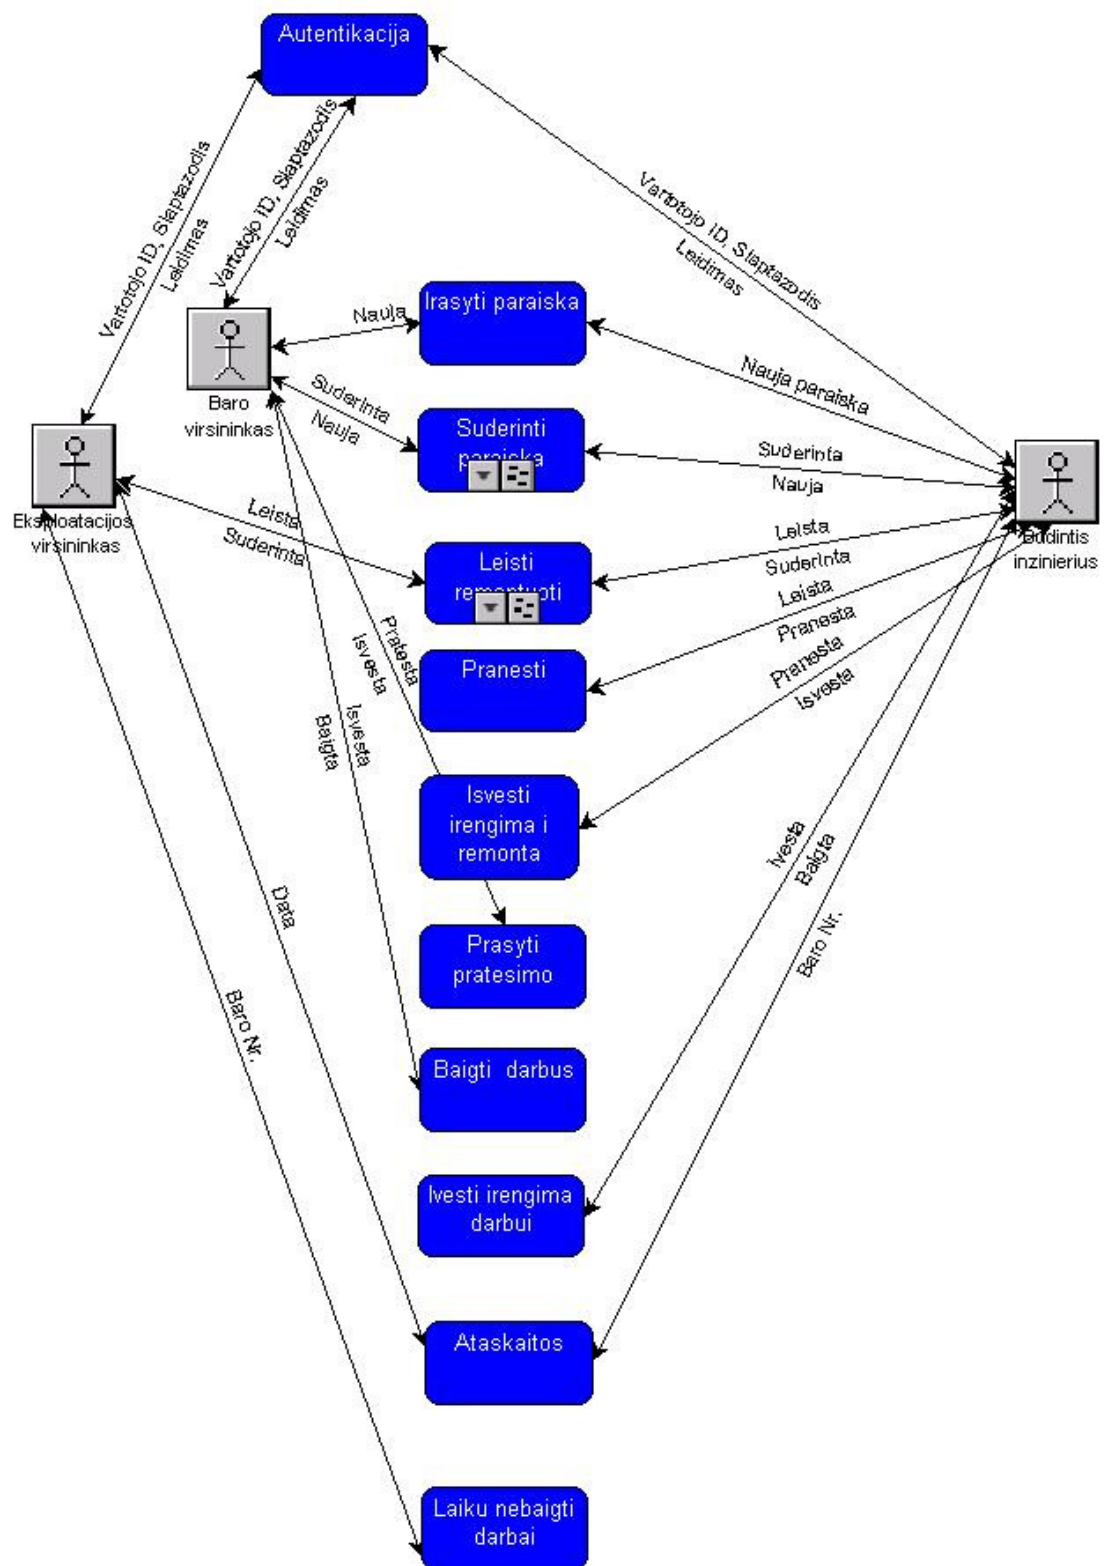 Autentikacija
Vartotojo ID, Slaptazodis
Leidimas
Vartotojo ID, Slaptazodis
Leidimas
Vartotojo ID, Slaptazodis
Leidimas
Irasyti paraiska
Nauja
Nauja paraiska
Baro
virsininkas
Suderinta
Nauja
Suderinti
paraiska
Suderinta
Nauja
Eksploatacijos
virsininkas
Budintis
inzinierius
Leista
Suderinta
Leisti
remontuoti
Leista
Suderinta
Leista
Pranesta
Pranesti
Pranesta
Isvesta
Pratesta
Isvesta
Isvesta
Baigta
Isvesti
irengima i
remonta
Ivesta
Baigta
Data
Prasyti
pratesimo
Baro Nr.
Baro Nr.
Baigti darbus
Ivesti irengima
darbui
Ataskaitos
Laiku nebaigti
darbai